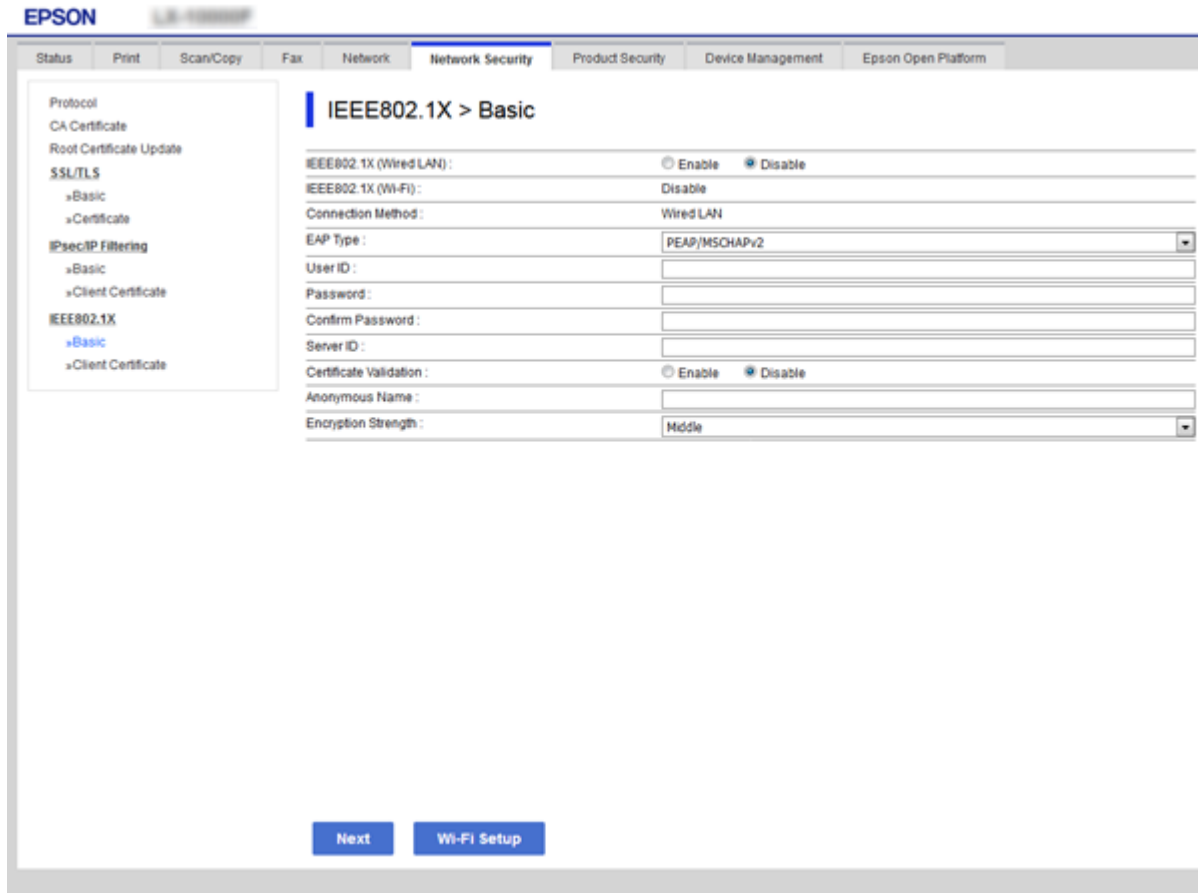 EPSON
Status Print Scan/Copy Fax Network Network Security Product Security Device Management Epson Open Platform
Protocol
CA Certificate
Root Certificate Update
SSL/TLS
»Basic
»Certificate
IPsec/IP Filtering
»Basic
»Client Certificate
IEEE802.1X
»Basic
»Client Certificate
IEEE802.1X > Basic
IEEE802.1X (Wired LAN) : Enable Disable
IEEE802.1X (Wi-Fi) : Disable
Connection Method : Wired LAN
EAP Type : PEAP/MSCHAPv2
User ID :
Password :
Confirm Password :
Server ID :
Certificate Validation : Enable Disable
Anonymous Name :
Encryption Strength : Middle
Next Wi-Fi Setup